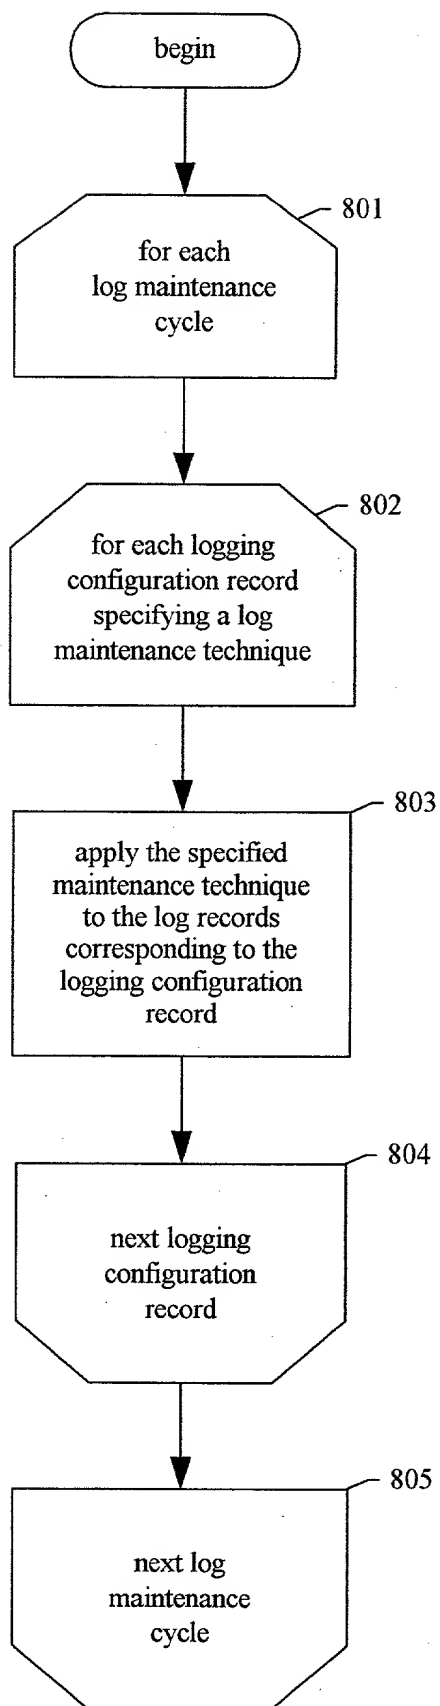 begin
801
for each
log maintenance
cycle
802
for each logging
configuration record
specifying a log
maintenance technique
803
apply the specified
maintenance technique
to the log records
corresponding to the
logging configuration
record
804
next logging
configuration
record
805
next log
maintenance
cycle